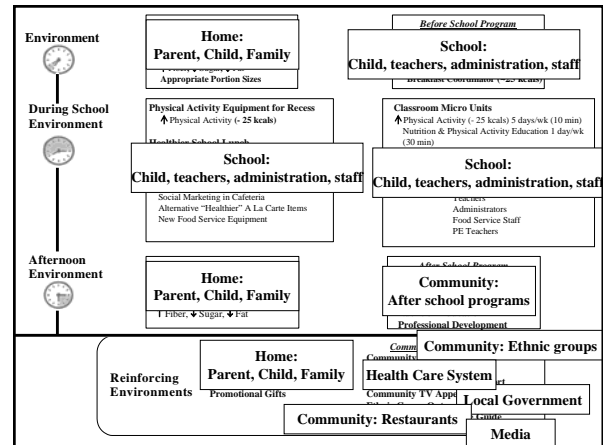 Environment
Home:
Parent, Child, Family
Appropriate Portion Sizes
Before School Program
School:
Child, teachers, administration, staff
Breakfast Coordinator (~25 kcals)
During School
Environment
Physical Activity Equipment for Recess
↑ Physical Activity (- 25 kcals)
Healthier School Lunch
School:
Child, teachers, administration, staff
Social Marketing in Cafeteria
Alternative “Healthier” A La Carte Items
New Food Service Equipment
Classroom Micro Units
↑ Physical Activity (- 25 kcals) 5 days/wk (10 min)
Nutrition & Physical Activity Education 1 day/wk
(30 min)
School:
Child, teachers, administration, staff
Teachers
Administrators
Food Service Staff
PE Teachers
Afternoon
Environment
Home:
Parent, Child, Family
↑ Fiber, ↓ Sugar, ↓ Fat
After School Program
Community:
After school programs
Professional Development
Reinforcing
Environments
Home:
Parent, Child, Family
Promotional Gifts
Community: Ethnic groups
Community
Health Care System
Community TV
Local Government
Guide
Community: Restaurants
Media